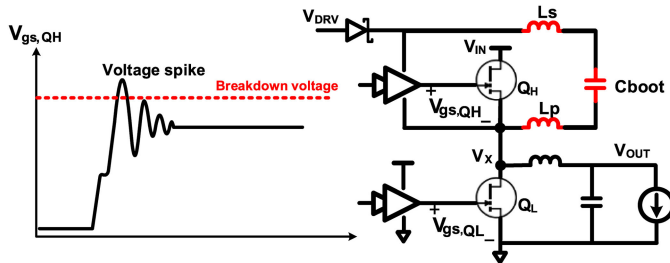 Vgs,QH
Voltage spike
Breakdown voltage
VDRV
Ls
VIN
QH
Cboot
+
Vgs,QH
−
Lp
VX
VOUT
QL
+
Vgs,QL
−